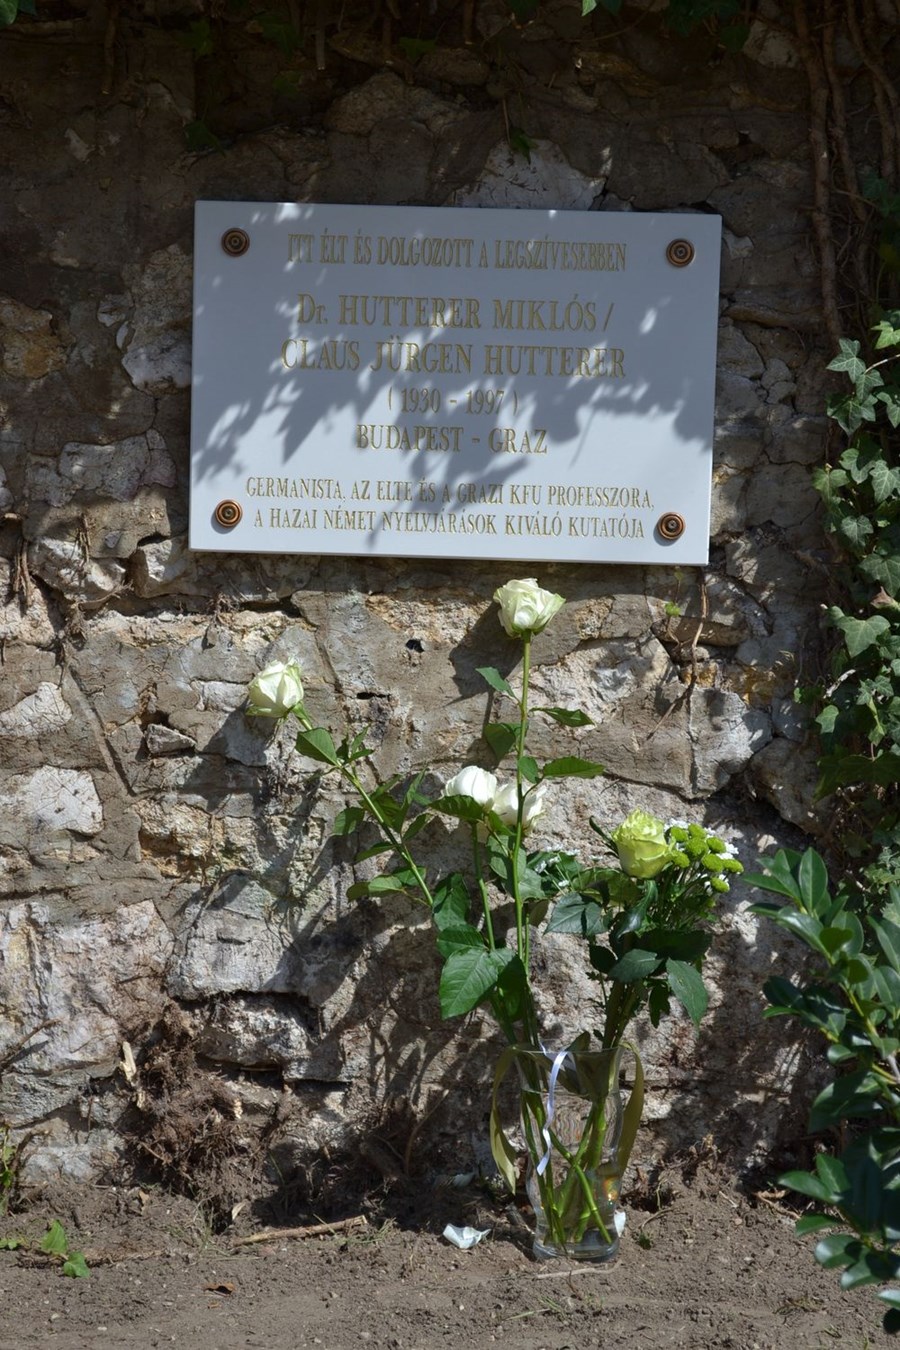 ITT ÉLT ÉS DOLGOZOTT A LEGSZÍVESEBBEN
Dr. HUTTERER MIKLÓS /
CLAUS JÜRGEN HUTTERER
( 1930 - 1997 )
BUDAPEST - GRAZ
GERMANISTA, AZ ELTE ÉS A GRAZI KFU PROFESSZORA,
A HAZAI NÉMET NYELVJÁRÁSOK KIVÁLÓ KUTATÓJA